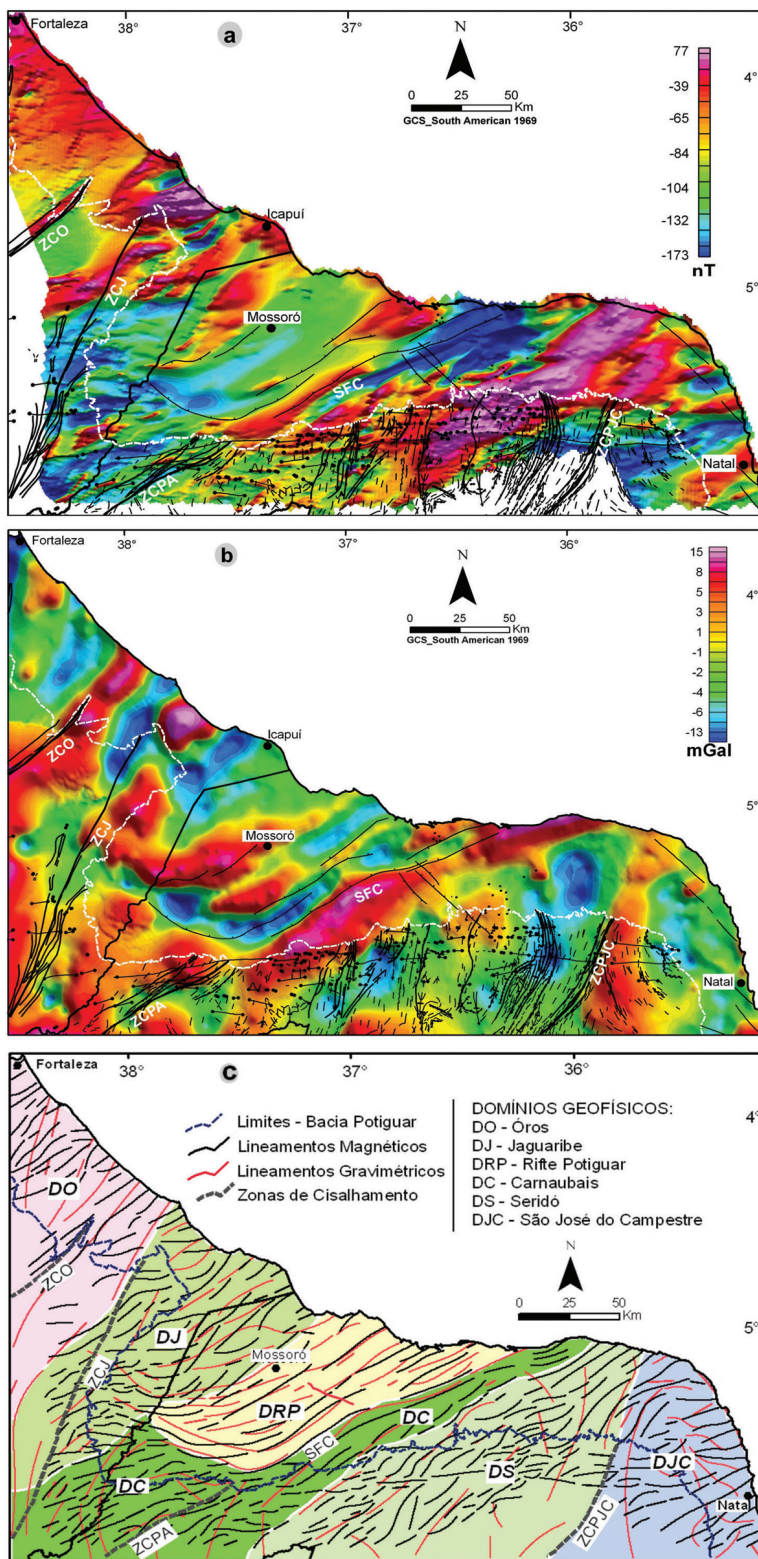 Fortaleza
38°
37°
36°
a
N
0 25 50
Km
GCS_South American 1969
77
-39
-65
-84
-104
-132
-173
nT
4°
5°
ZCO
ZCJ
Icapuí
Mossoró
SFC
ZCPA
ZCPJC
Natal
Fortaleza
38°
37°
36°
b
N
0 25 50
Km
GCS_South American 1969
15
8
5
3
1
-1
-2
-4
-6
-13
mGal
4°
5°
ZCO
ZCJ
Icapuí
Mossoró
SFC
ZCPA
ZCPJC
Natal
Fortaleza
38°
37°
36°
c
4°
5°
Limites - Bacia Potiguar
Lineamentos Magnéticos
Lineamentos Gravimétricos
Zonas de Cisalhamento
DOMÍNIOS GEOFÍSICOS:
DO - Óros
DJ - Jaguaribe
DRP - Rifte Potiguar
DC - Carnaubais
DS - Seridó
DJC - São José do Campestre
N
0 25 50
Km
DO
ZCO
ZCJ
DJ
Mossoró
DRP
DC
SFC
DC
ZCPA
DS
ZCPJC
DJC
Nata